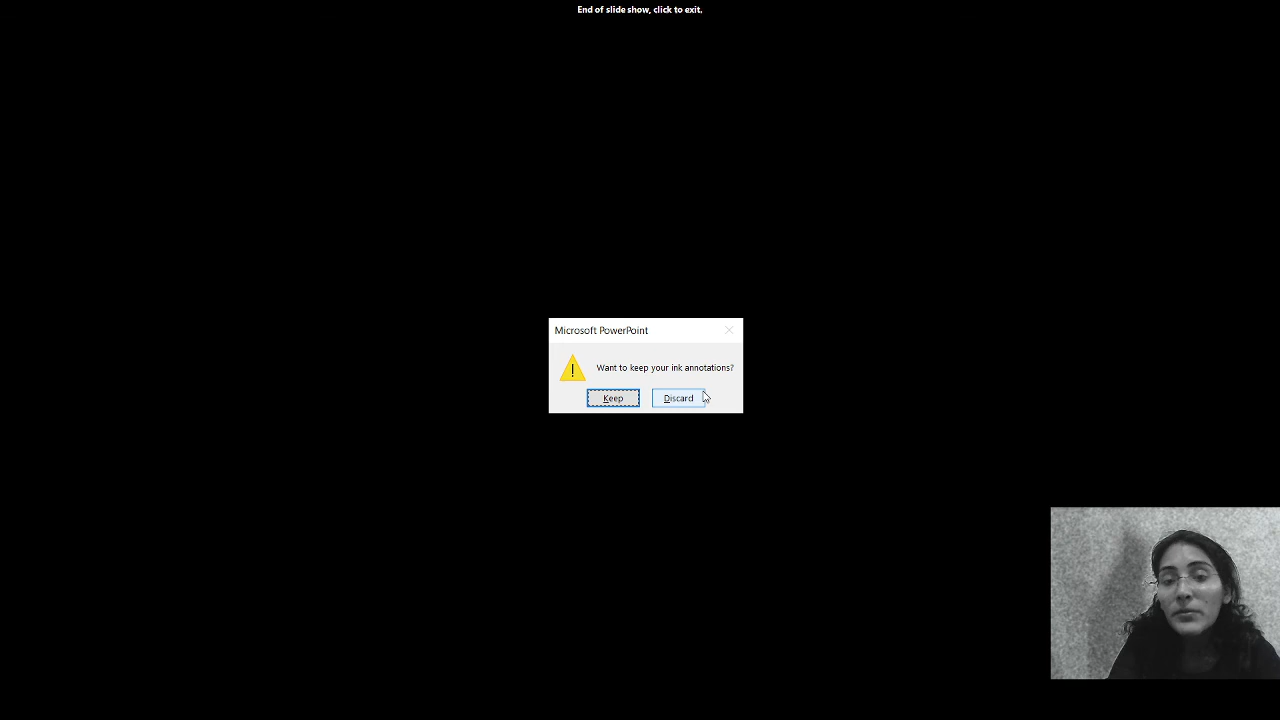 End of slide show, click to exit.
Microsoft PowerPoint
Want to keep your ink annotations?
Keep
Discard